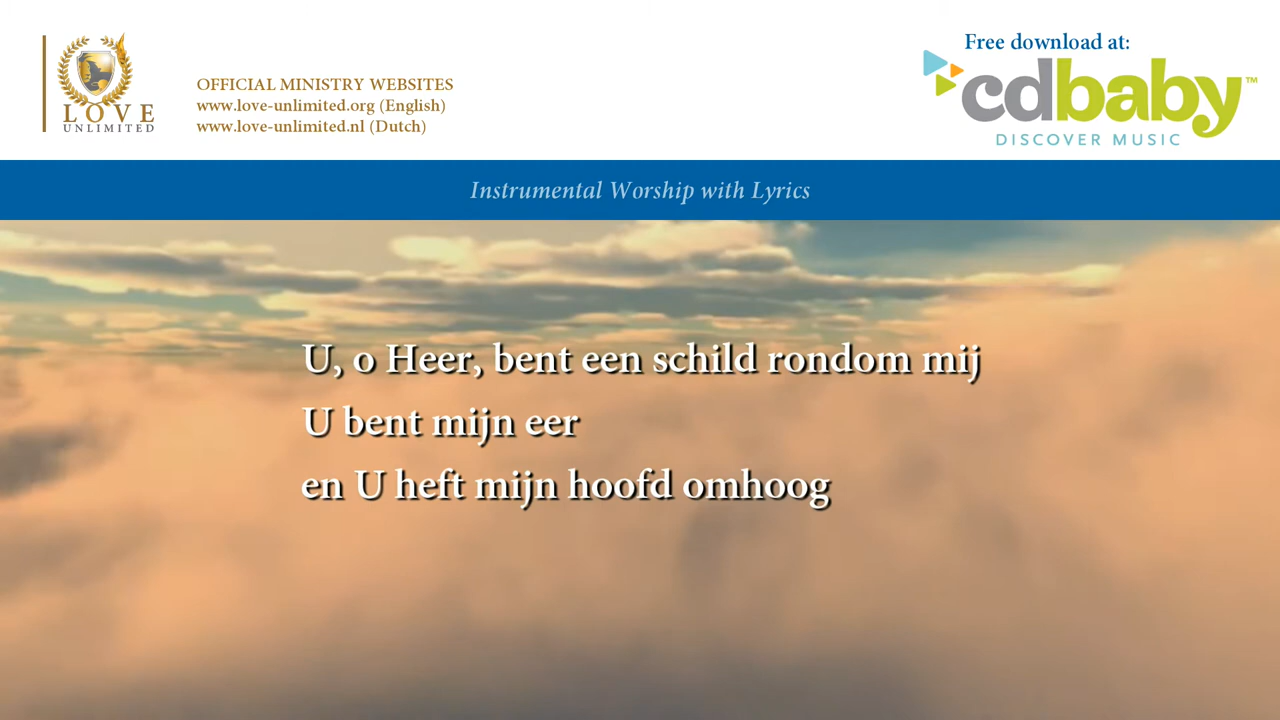 LOVE
UNLIMITED
OFFICIAL MINISTRY WEBSITES
www.love-unlimited.org (English)
www.love-unlimited.nl (Dutch)
Free download at:
cdbaby™
DISCOVER MUSIC
Instrumental Worship with Lyrics
U, o Heer, bent een schild rondom mij
U bent mijn eer
en U heft mijn hoofd omhoog